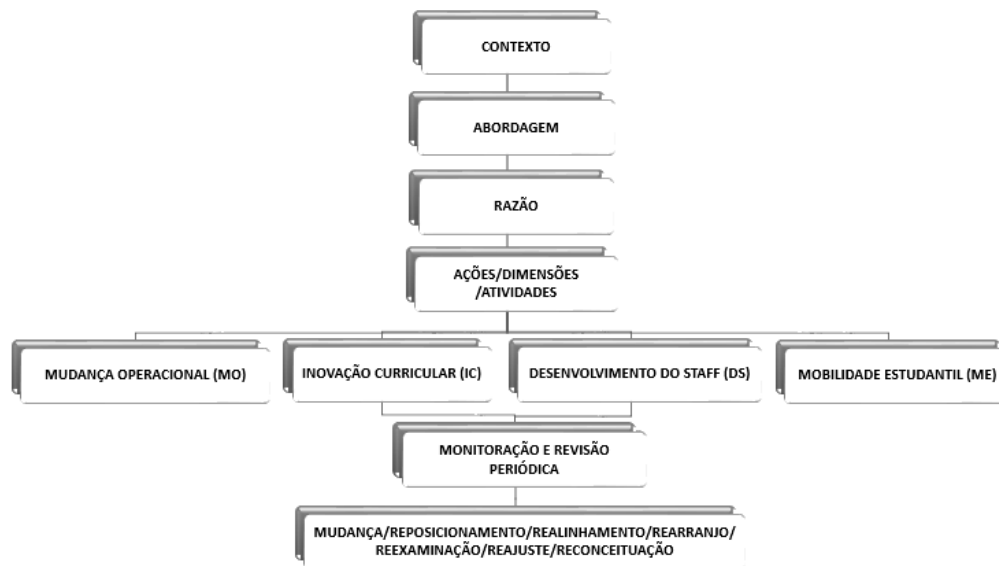 CONTEXTO
ABORDAGEM
RAZÃO
AÇÕES/DIMENSÕES
/ATIVIDADES
MUDANÇA OPERACIONAL (MO)
INOVAÇÃO CURRICULAR (IC)
DESENVOLVIMENTO DO STAFF (DS)
MOBILIDADE ESTUDANTIL (ME)
MONITORAÇÃO E REVISÃO
PERIÓDICA
MUDANÇA/REPOSICIONAMENTO/REALINHAMENTO/REARRANJO/
REEXAMINAÇÃO/REAJUSTE/RECONCEITUAÇÃO